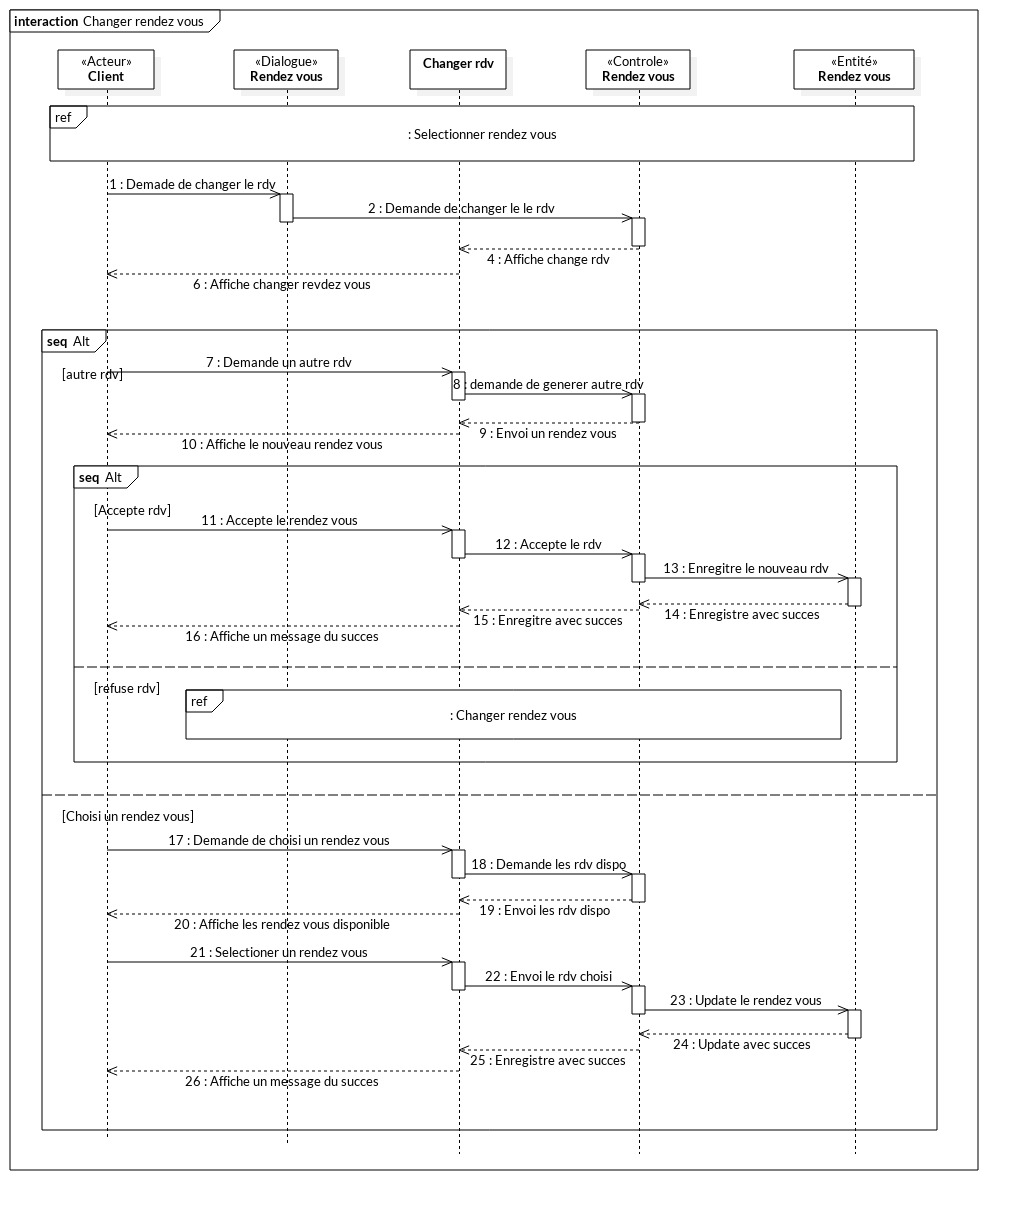 interaction Changer rendez vous
«Acteur»
Client
«Dialogue»
Rendez vous
Changer rdv
«Controle»
Rendez vous
«Entité»
Rendez vous
ref
: Selectionner rendez vous
1 : Demade de changer le rdv
2 : Demande de changer le le rdv
4 : Affiche change rdv
6 : Affiche changer revdez vous
seq Alt
7 : Demande un autre rdv
[autre rdv]
8 : demande de generer autre rdv
9 : Envoi un rendez vous
10 : Affiche le nouveau rendez vous
seq Alt
[Accepte rdv]
11 : Accepte le rendez vous
12 : Accepte le rdv
13 : Enregitre le nouveau rdv
14 : Enregistre avec succes
15 : Enregitre avec succes
16 : Affiche un message du succes
[refuse rdv]
ref
: Changer rendez vous
[Choisi un rendez vous]
17 : Demande de choisi un rendez vous
18 : Demande les rdv dispo
19 : Envoi les rdv dispo
20 : Affiche les rendez vous disponible
21 : Selectioner un rendez vous
22 : Envoi le rdv choisi
23 : Update le rendez vous
24 : Update avec succes
25 : Enregistre avec succes
26 : Affiche un message du succes